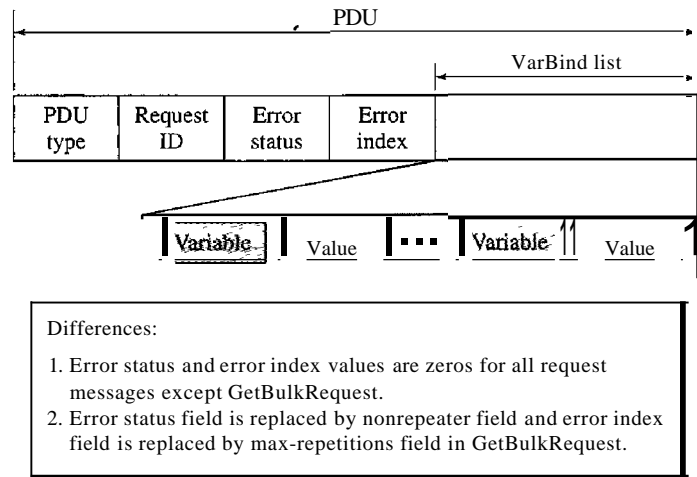 PDU
VarBind list
PDU type
Request ID
Error status
Error index
Variable Value ... Variable Value
Differences:
1. Error status and error index values are zeros for all request
messages except GetBulkRequest.
2. Error status field is replaced by nonrepeater field and error index
field is replaced by max-repetitions field in GetBulkRequest.